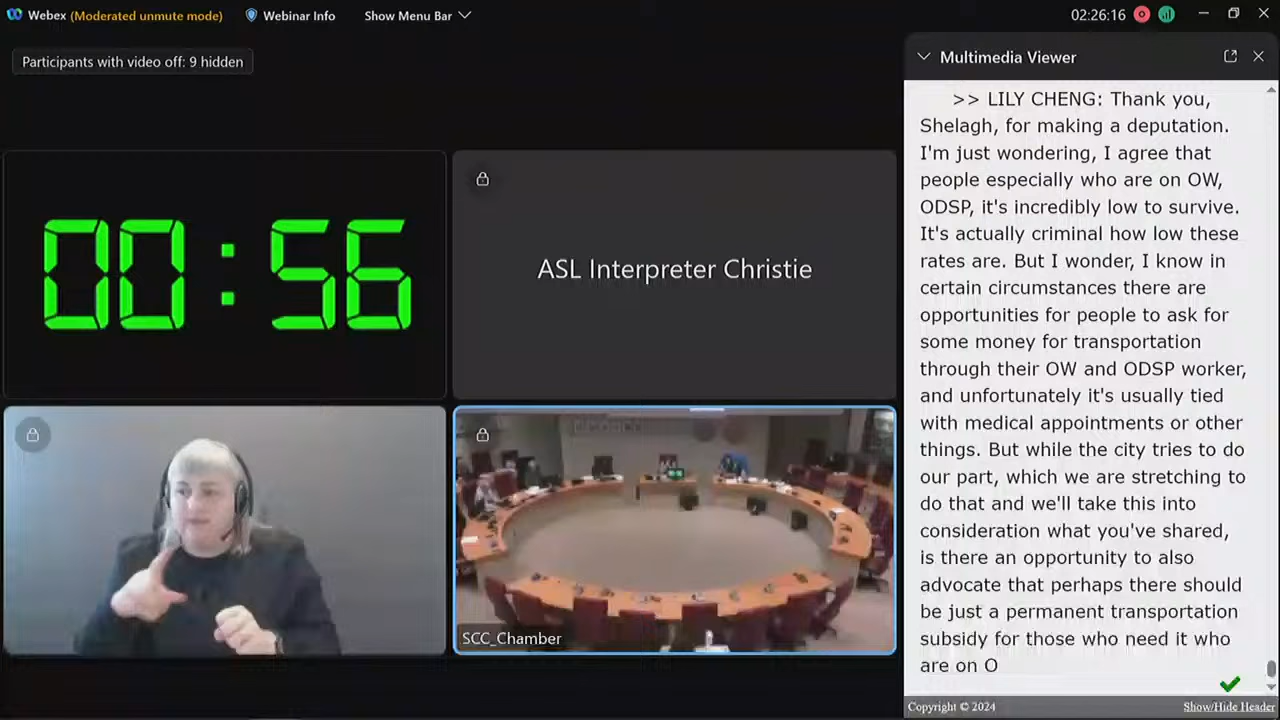 Webex (Moderated unmute mode) Webinar Info Show Menu Bar 02:26:16
Participants with video off: 9 hidden
00:56
ASL Interpreter Christie
SCC_Chamber
Multimedia Viewer
>> LILY CHENG: Thank you,
Shelagh, for making a deputation.
I'm just wondering, I agree that
people especially who are on OW,
ODSP, it's incredibly low to survive.
It's actually criminal how low these
rates are. But I wonder, I know in
certain circumstances there are
opportunities for people to ask for
some money for transportation
through their OW and ODSP worker,
and unfortunately it's usually tied
with medical appointments or other
things. But while the city tries to do
our part, which we are stretching to
do that and we'll take this into
consideration what you've shared,
is there an opportunity to also
advocate that perhaps there should
be just a permanent transportation
subsidy for those who need it who
are on O
Copyright © 2024 Show/Hide Header